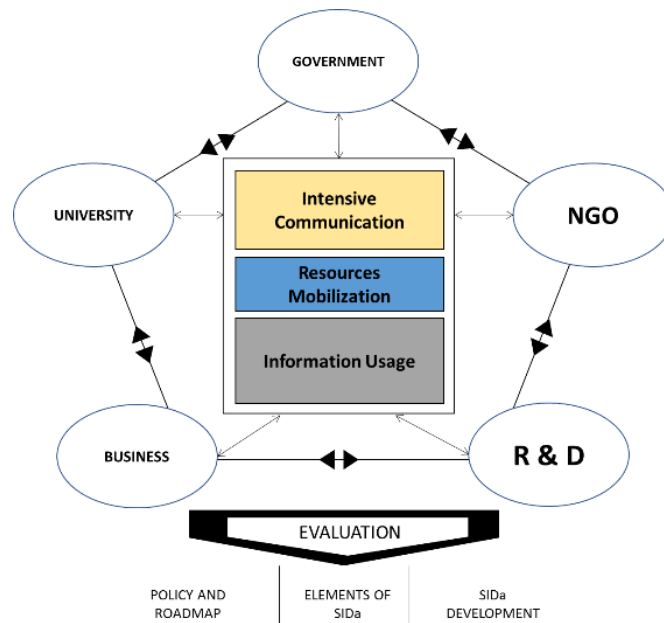 GOVERNMENT
UNIVERSITY
NGO
Intensive
Communication
Resources
Mobilization
Information Usage
BUSINESS
R & D
EVALUATION
POLICY AND
ROADMAP
ELEMENTS OF
SIDa
SIDa
DEVELOPMENT